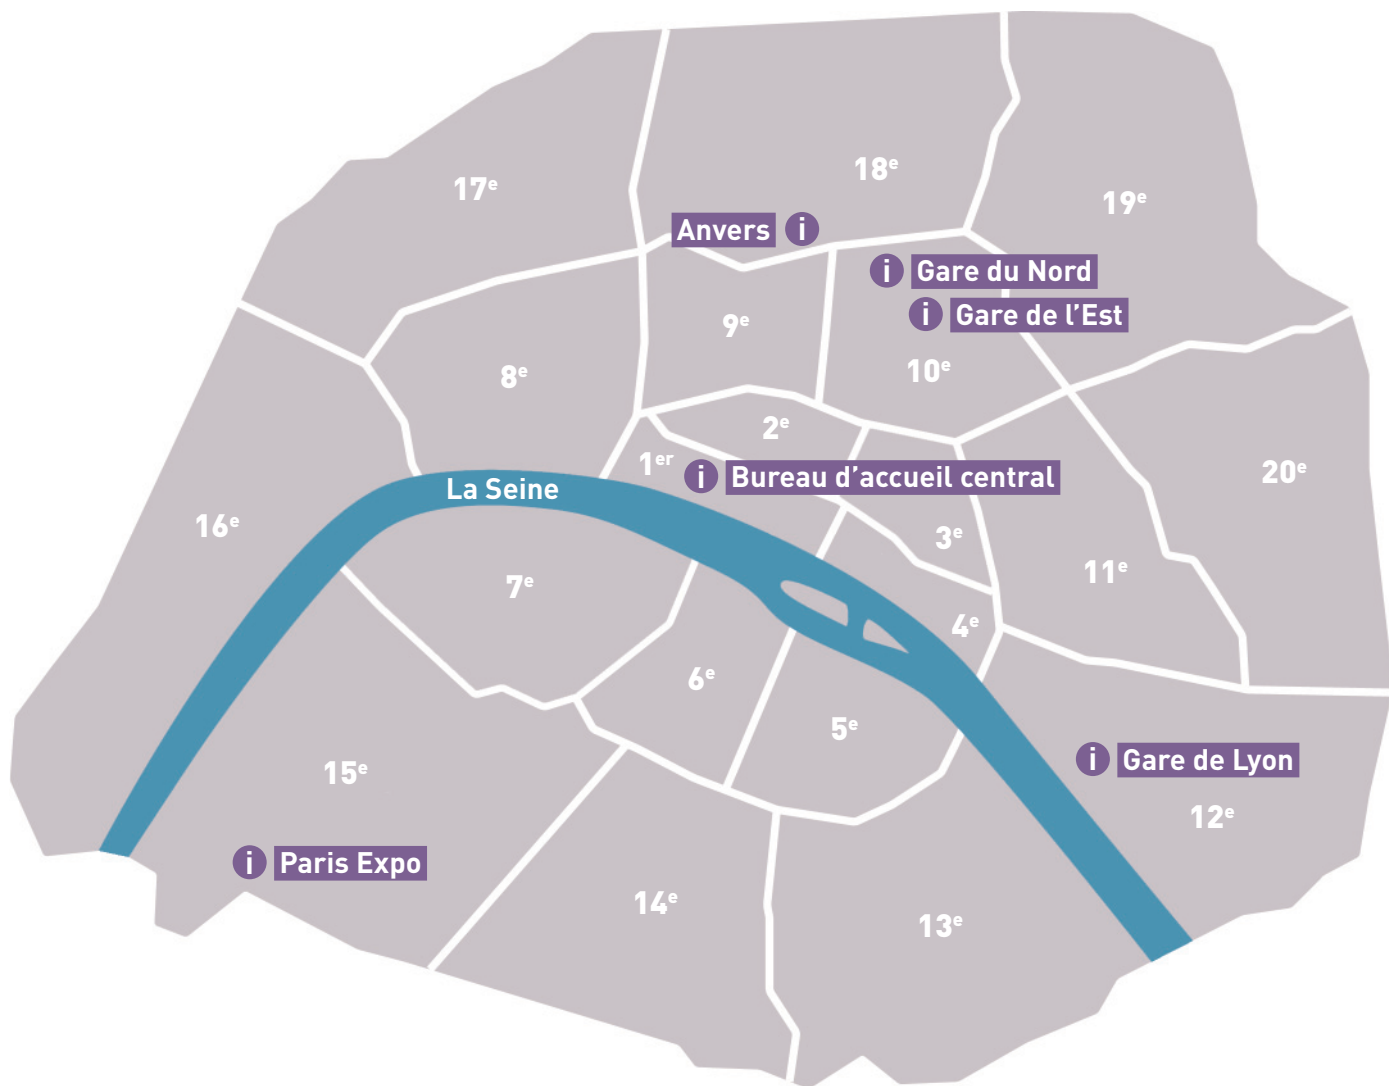 18ᵉ
17ᵉ
19ᵉ
Anvers i
i Gare du Nord
i Gare de l'Est
9ᵉ
10ᵉ
8ᵉ
2ᵉ
1ᵉʳ
i Bureau d'accueil central
20ᵉ
La Seine
16ᵉ
3ᵉ
11ᵉ
7ᵉ
4ᵉ
6ᵉ
5ᵉ
i Gare de Lyon
15ᵉ
12ᵉ
i Paris Expo
14ᵉ
13ᵉ